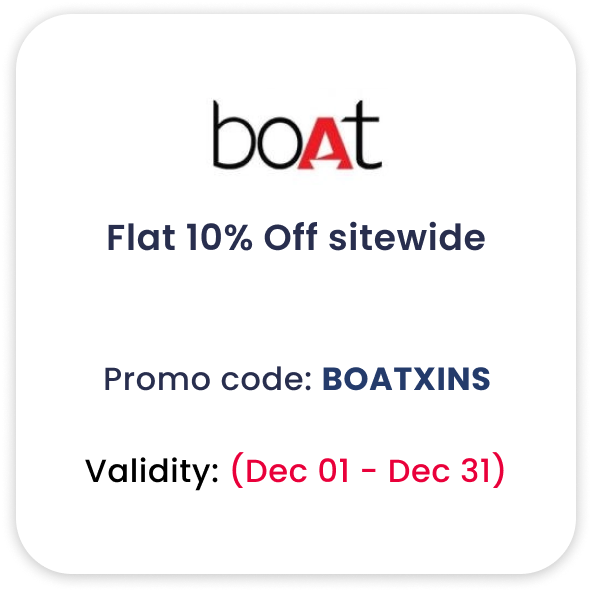 boAt
Flat 10% Off sitewide
Promo code: BOATXINS
Validity: (Dec 01 - Dec 31)